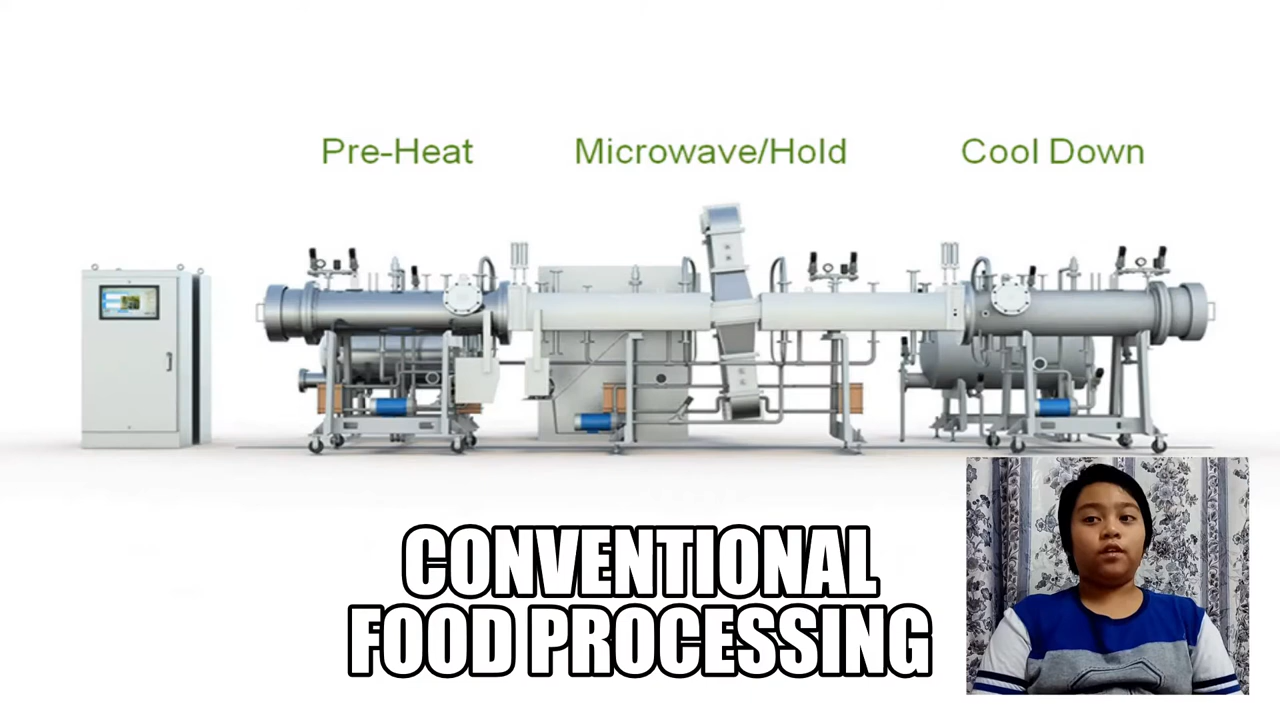 Pre-Heat
Microwave/Hold
Cool Down
CONVENTIONAL
FOOD PROCESSING